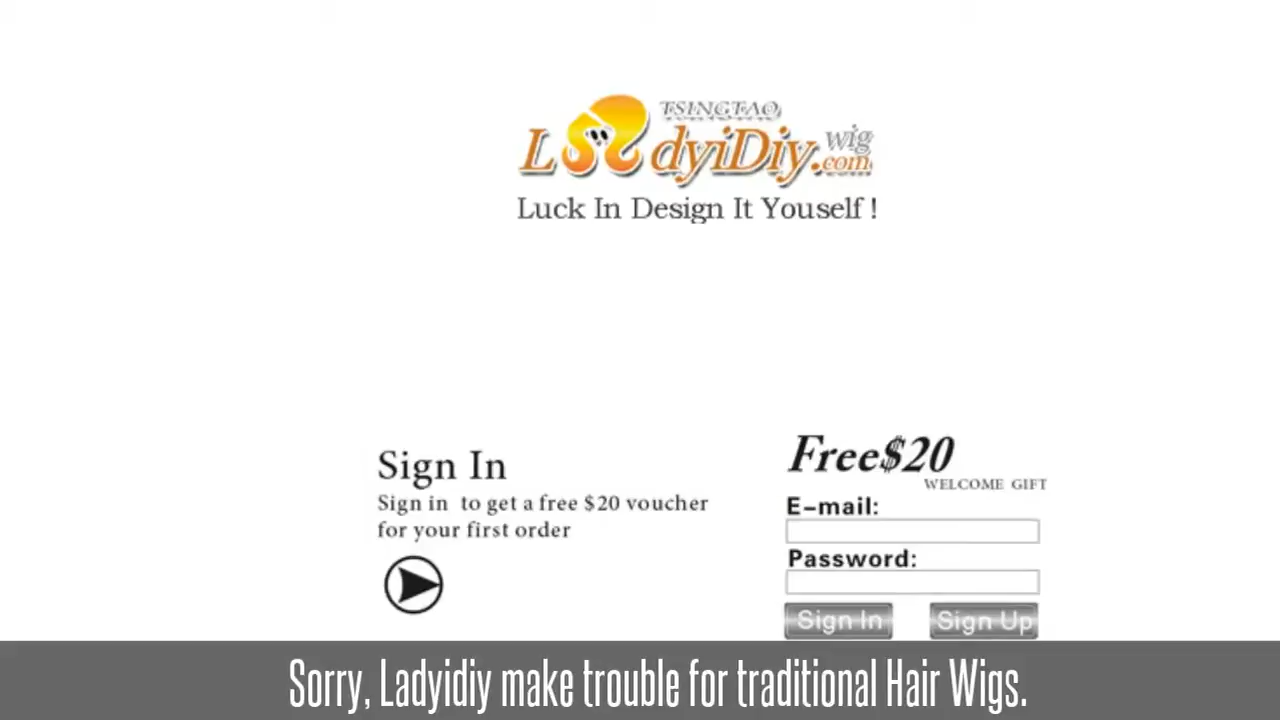 TSINGTAO
LadyiDiy.com
wig
Luck In Design It Youself !
Sign In
Sign in to get a free $20 voucher
for your first order
Free$20
WELCOME GIFT
E-mail:
Password:
Sign In
Sign Up
Sorry, Ladyidiy make trouble for traditional Hair Wigs.